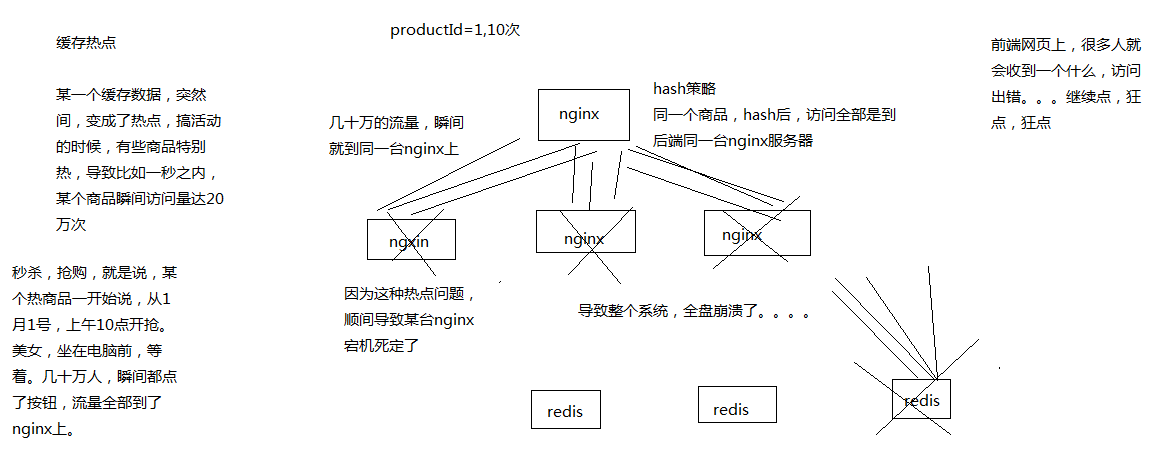 productId=1,10次
缓存热点
某一个缓存数据，突然
间，变成了热点，搞活动
的时候，有些商品特别
热，导致比如一秒之内，
某个商品瞬间访问量达20
万次
秒杀，抢购，就是说，某
个热商品一开始说，从1
月1号，上午10点开抢。
美女，坐在电脑前，等
着。几十万人，瞬间都点
了按钮，流量全部到了
nginx上。
几十万的流量，瞬间
就到同一台nginx上
nginx
hash策略
同一个商品，hash后，访问全部是到
后端同一台nginx服务器
前端网页上，很多人就
会收到一个什么，访问
出错。。。继续点，狂
点，狂点
ngxin
nginx
nginx
因为这种热点问题，
顺间导致某台nginx
宕机死定了
导致整个系统，全盘崩溃了。。。。
redis
redis
redis